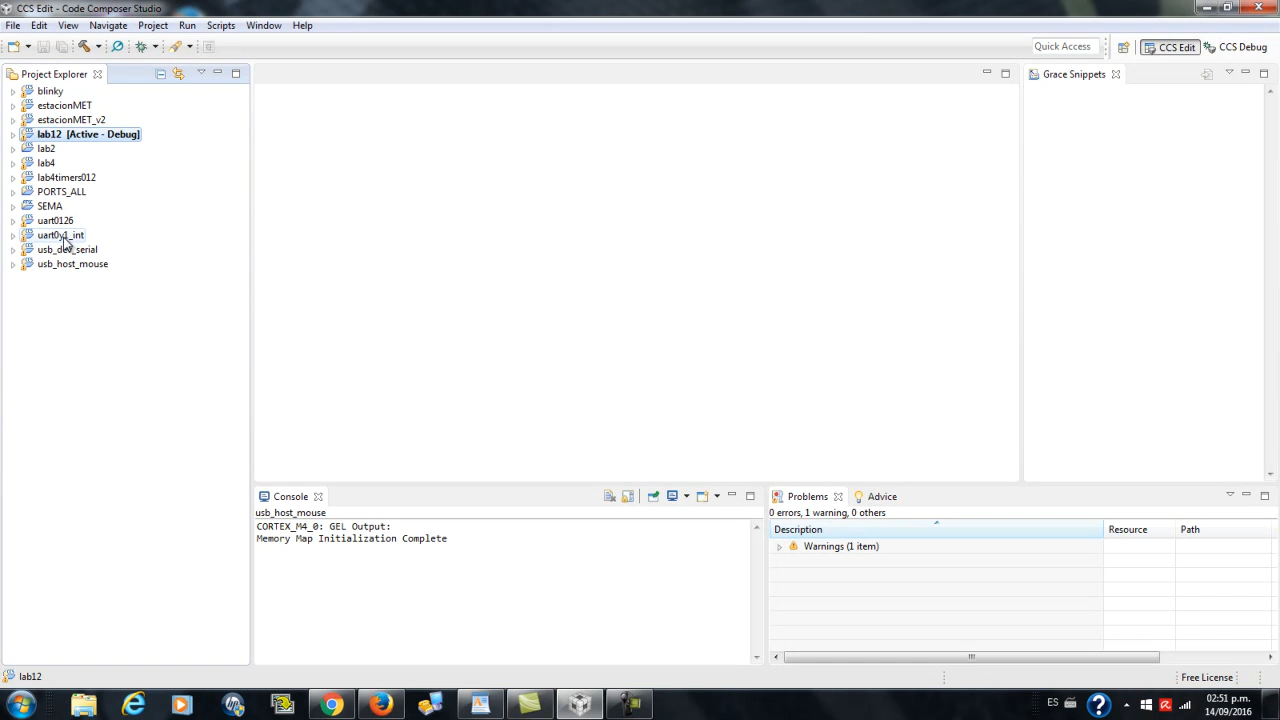 CCS Edit - Code Composer Studio
File Edit View Navigate Project Run Scripts Window Help
Quick Access CCS Edit CCS Debug
Project Explorer
Grace Snippets
blinky
estacionMET
estacionMET_v2
lab12 [Active - Debug]
lab2
lab4
lab4timers012
PORTS_ALL
SEMA
uart0126
uart0y1_int
usb_dev_serial
usb_host_mouse
Console
usb_host_mouse
CORTEX_M4_0: GEL Output:
Memory Map Initialization Complete
Problems Advice
0 errors, 1 warning, 0 others
Description Resource Path
Warnings (1 item)
lab12
Free License
ES
02:51 p.m.
14/09/2016